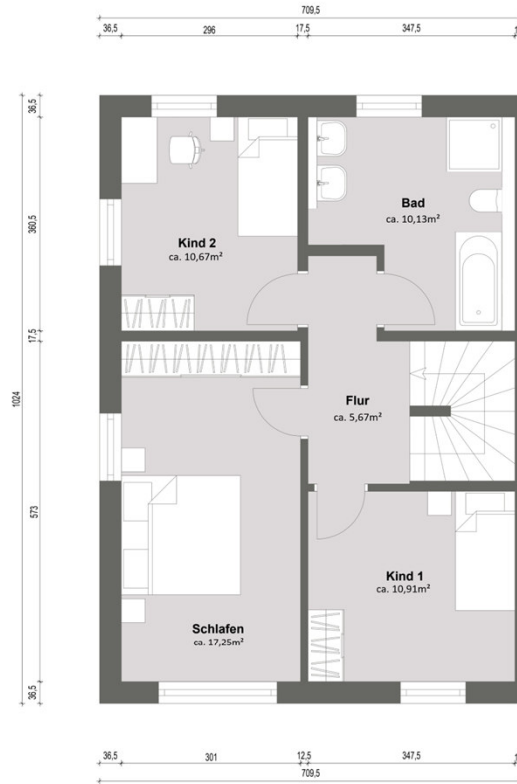 709,5
36,5 296 17,5 347,5
Kind 2
ca. 10,67m²
Bad
ca. 10,13m²
Flur
ca. 5,67m²
Kind 1
ca. 10,91m²
Schlafen
ca. 17,25m²
36,5
360,5
17,5
1024
573
36,5
36,5 301 12,5 347,5
709,5